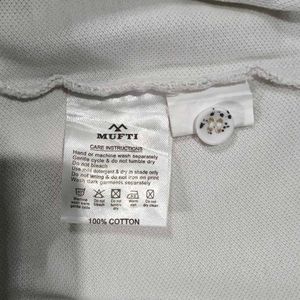 MUFTI
CARE INSTRUCTIONS
Hand or machine wash separately
Gentle cycle & do not tumble dry
Do not bleach
Use mild detergent & dry in shade only
Do not wring & do not iron on print
Wash dark garments separately
100% COTTON